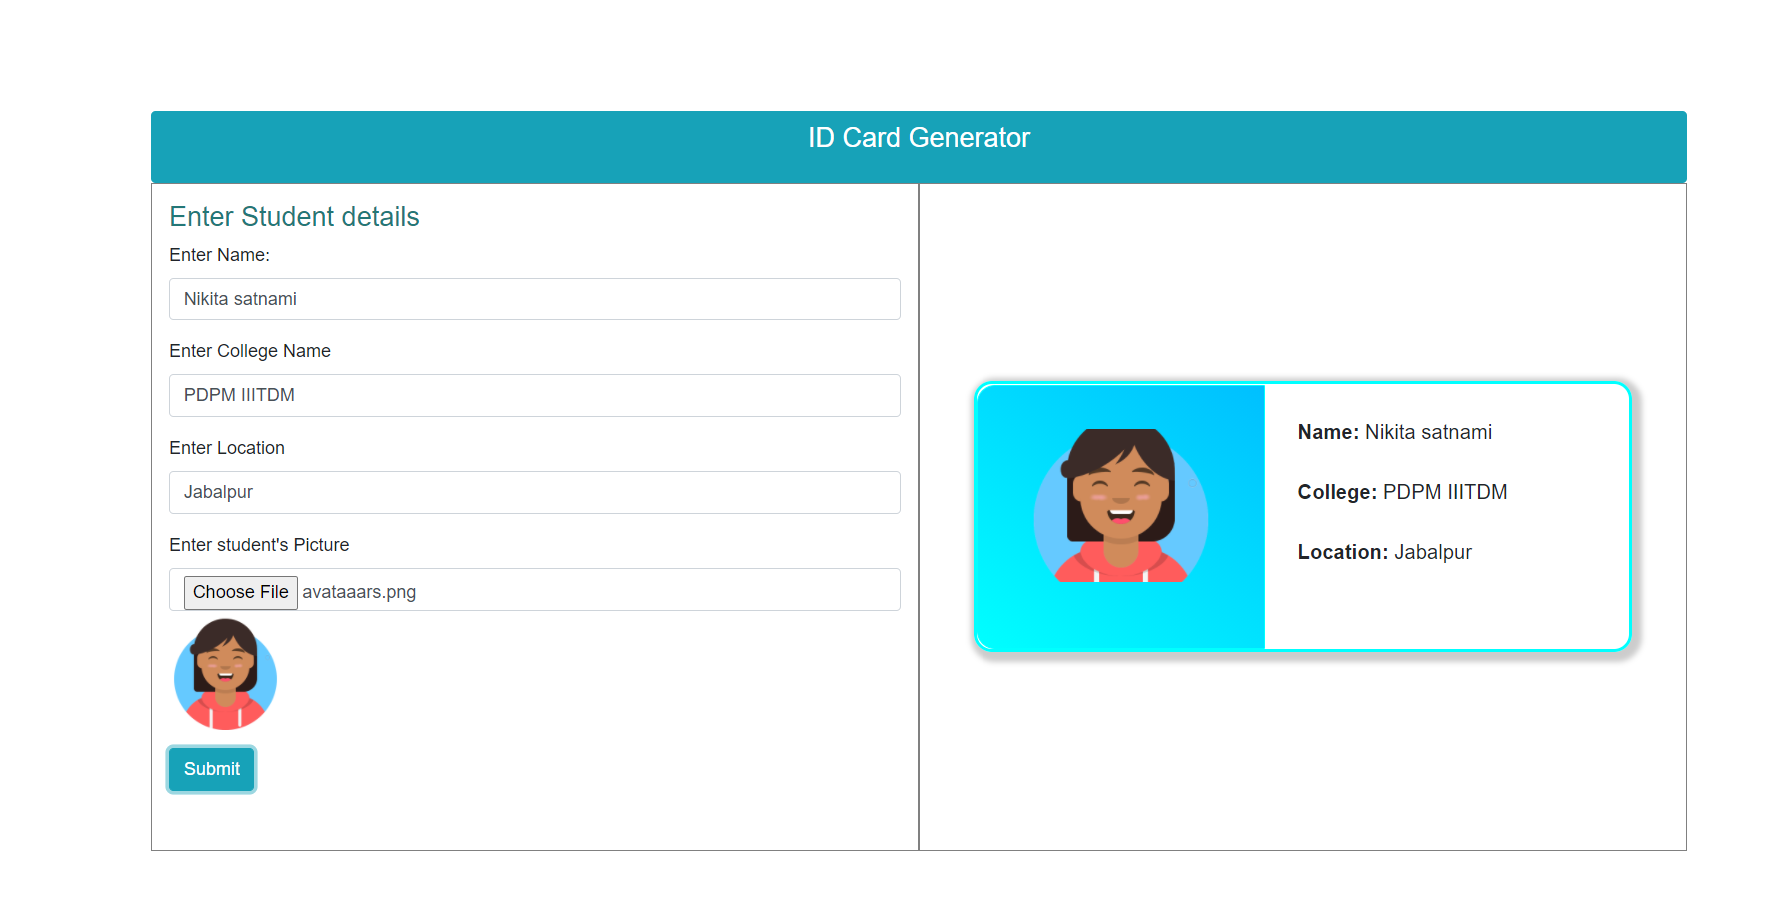 ID Card Generator
Enter Student details
Enter Name:
Nikita satnami
Enter College Name
PDPM IIITDM
Enter Location
Jabalpur
Enter student's Picture
Choose File avataaars.png
Submit
Name: Nikita satnami
College: PDPM IIITDM
Location: Jabalpur